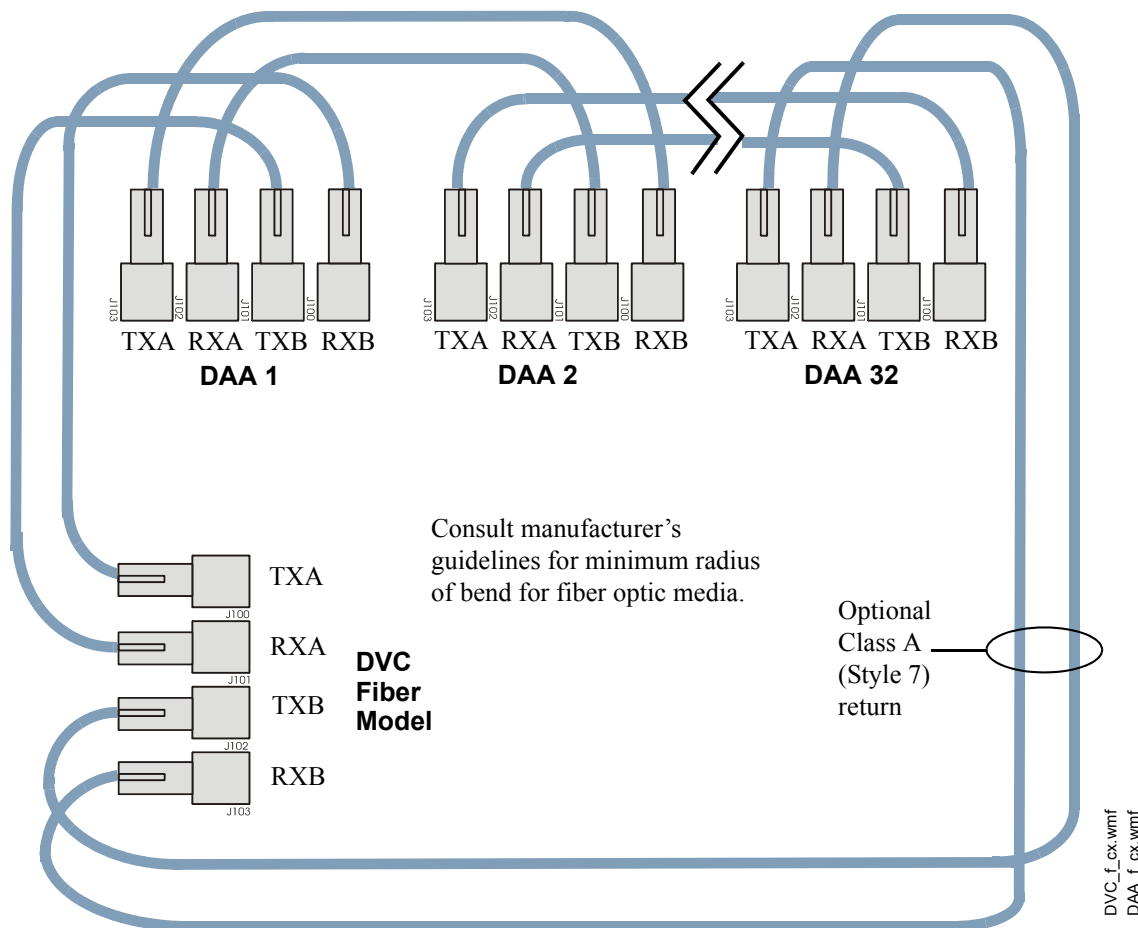 J103 J102 J101 J100
TXA RXA TXB RXB
DAA 1
J103 J102 J101 J100
TXA RXA TXB RXB
DAA 2
J103 J102 J101 J100
TXA RXA TXB RXB
DAA 32
Consult manufacturer’s
guidelines for minimum radius
of bend for fiber optic media.
TXA
J100
RXA
J101
TXB
J102
RXB
J103
DVC
Fiber
Model
Optional
Class A
(Style 7)
return
DVC_f_cx.wmf
DAA_f_cx.wmf